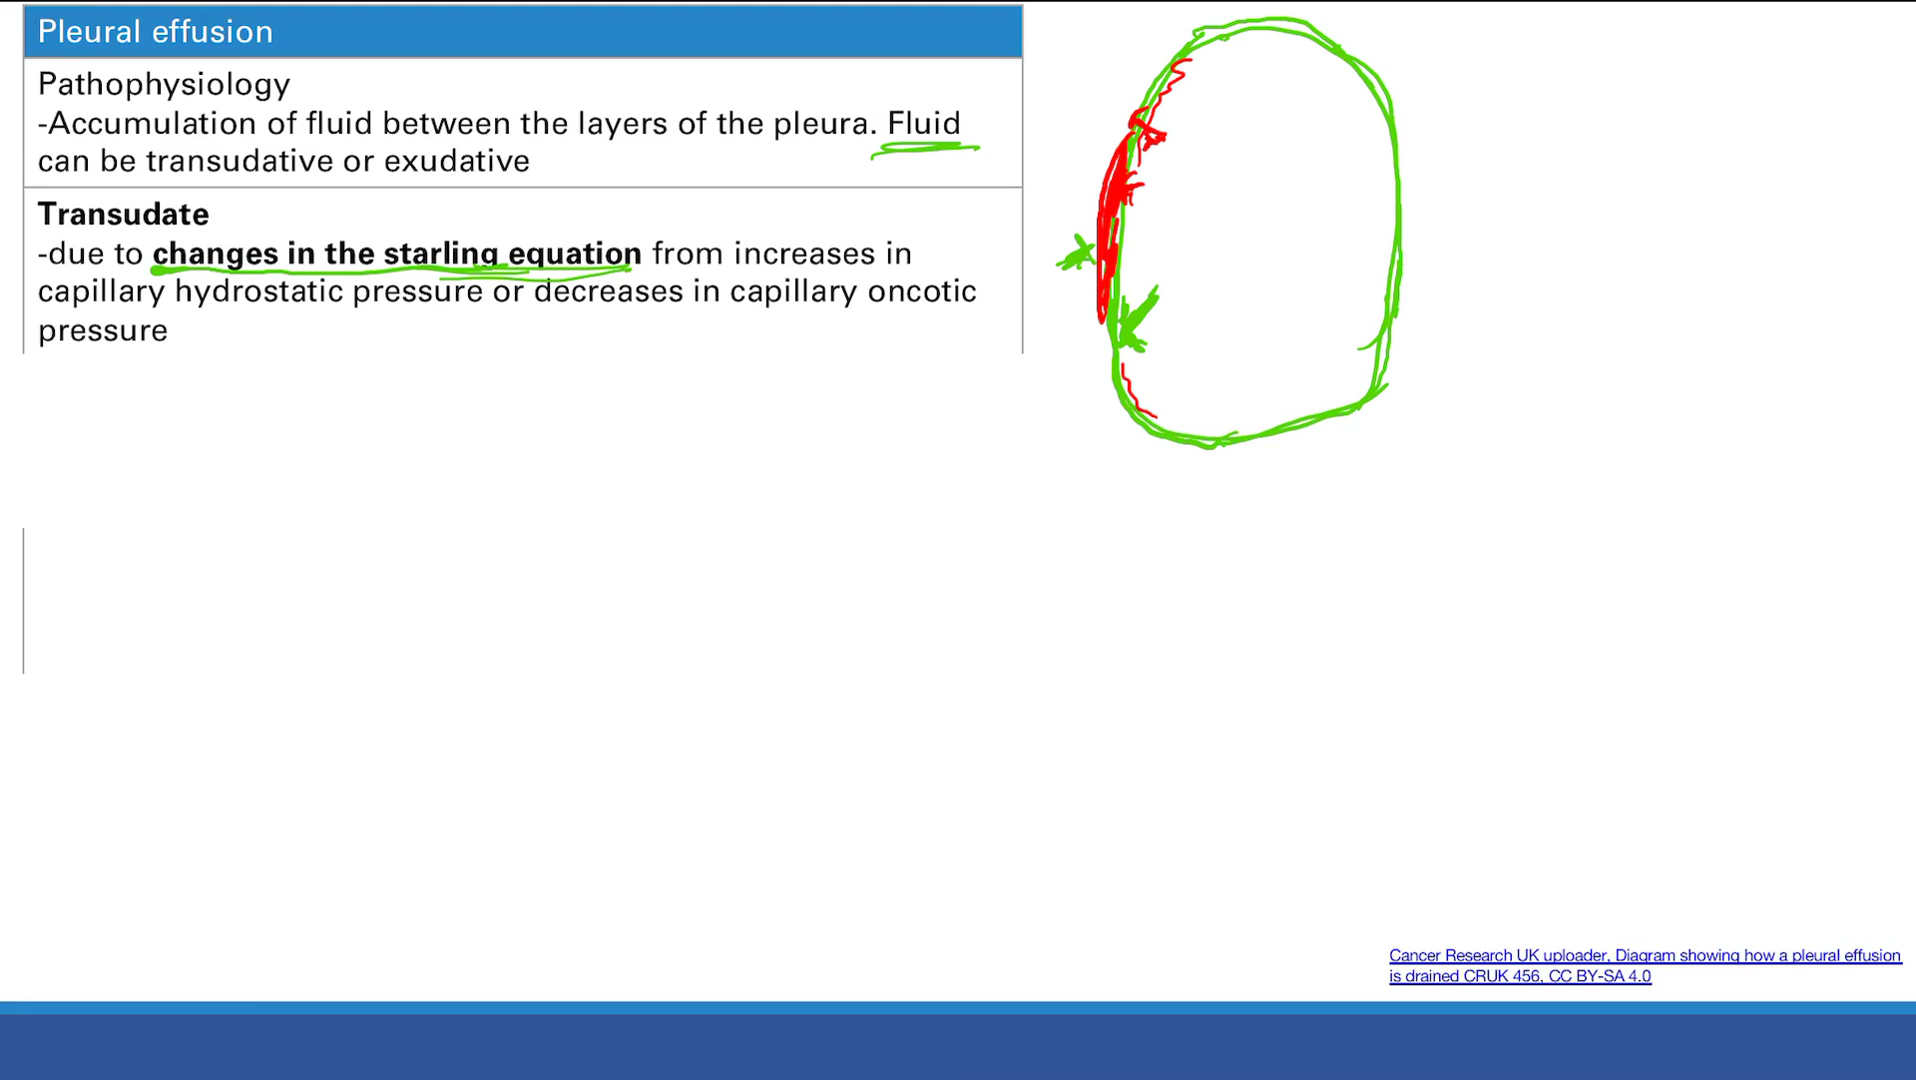 Pleural effusion
Pathophysiology
-Accumulation of fluid between the layers of the pleura. Fluid
can be transudative or exudative
Transudate
-due to changes in the starling equation from increases in
capillary hydrostatic pressure or decreases in capillary oncotic
pressure
Cancer Research UK uploader, Diagram showing how a pleural effusion
is drained CRUK 456, CC BY-SA 4.0